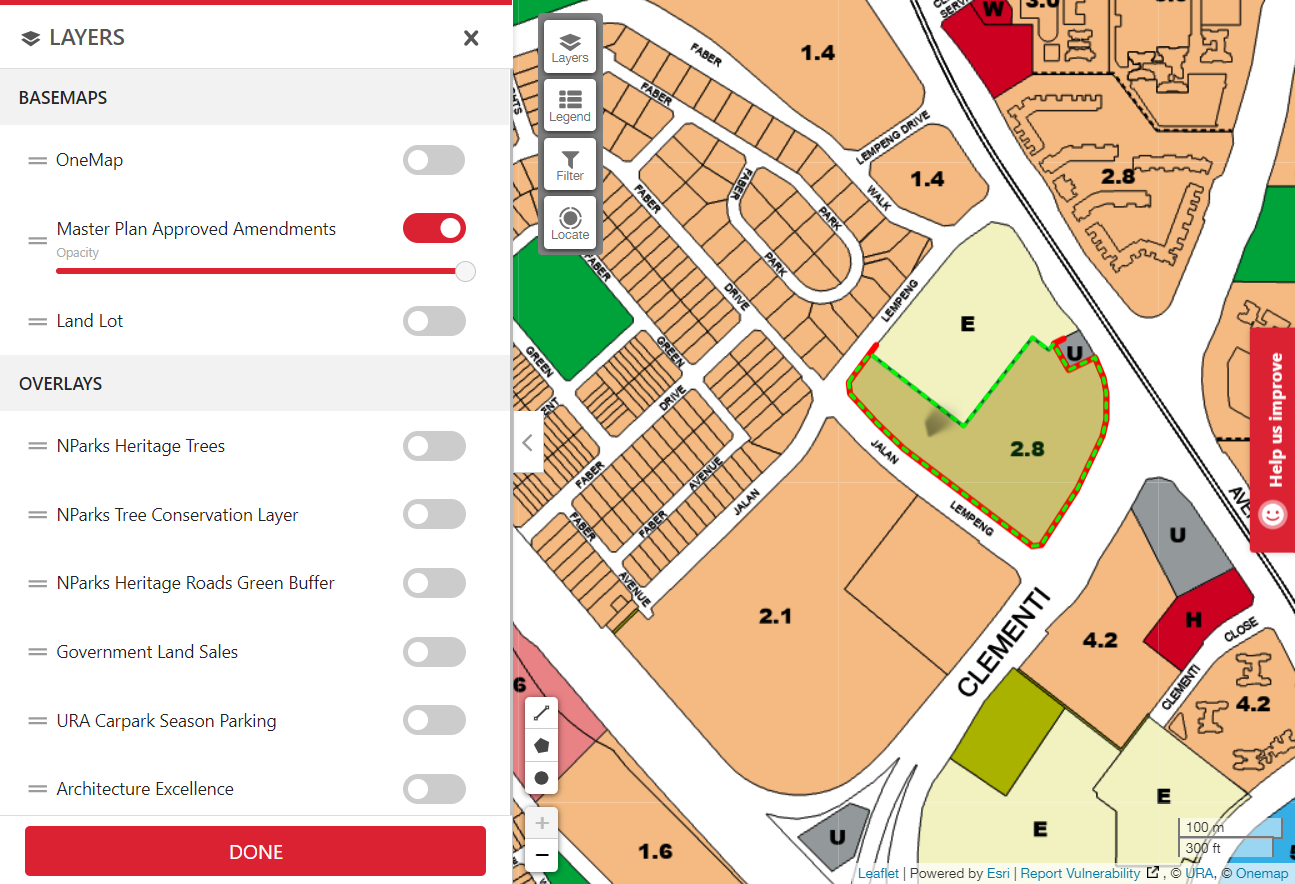 LAYERS
BASEMAPS
OneMap
Master Plan Approved Amendments
Opacity
Land Lot
OVERLAYS
NParks Heritage Trees
NParks Tree Conservation Layer
NParks Heritage Roads Green Buffer
Government Land Sales
URA Carpark Season Parking
Architecture Excellence
DONE
Layers
Legend
Filter
Locate
Help us improve
FABER
1.4
W
3.0
FABER
LEMPENG DRIVE
1.4
2.8
FABER
FABER
WALK
PARK
PARK
FABER
DRIVE
LEMPENG
E
U
GREEN
GREEN
DRIVE
2.8
JALAN
FABER
AVENUE
JALAN
LEMPENG
FABER
FABER
AVENUE
U
2.1
CLEMENTI
H
4.2
CLOSE
CLEMENTI
4.2
6
E
E
U
1.6
100 m
300 ft
Leaflet | Powered by Esri | Report Vulnerability , © URA, © Onemap